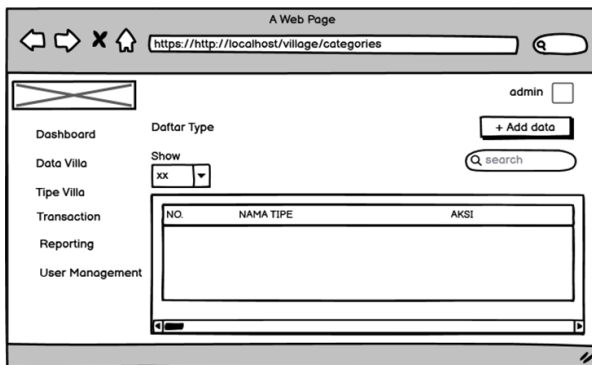 A Web Page
https://http://localhost/village/categories
admin
Dashboard
Daftar Type
+ Add data
Data Villa
Show
search
xx
Tipe Villa
Transaction
NO. NAMA TIPE AKSI
Reporting
User Management